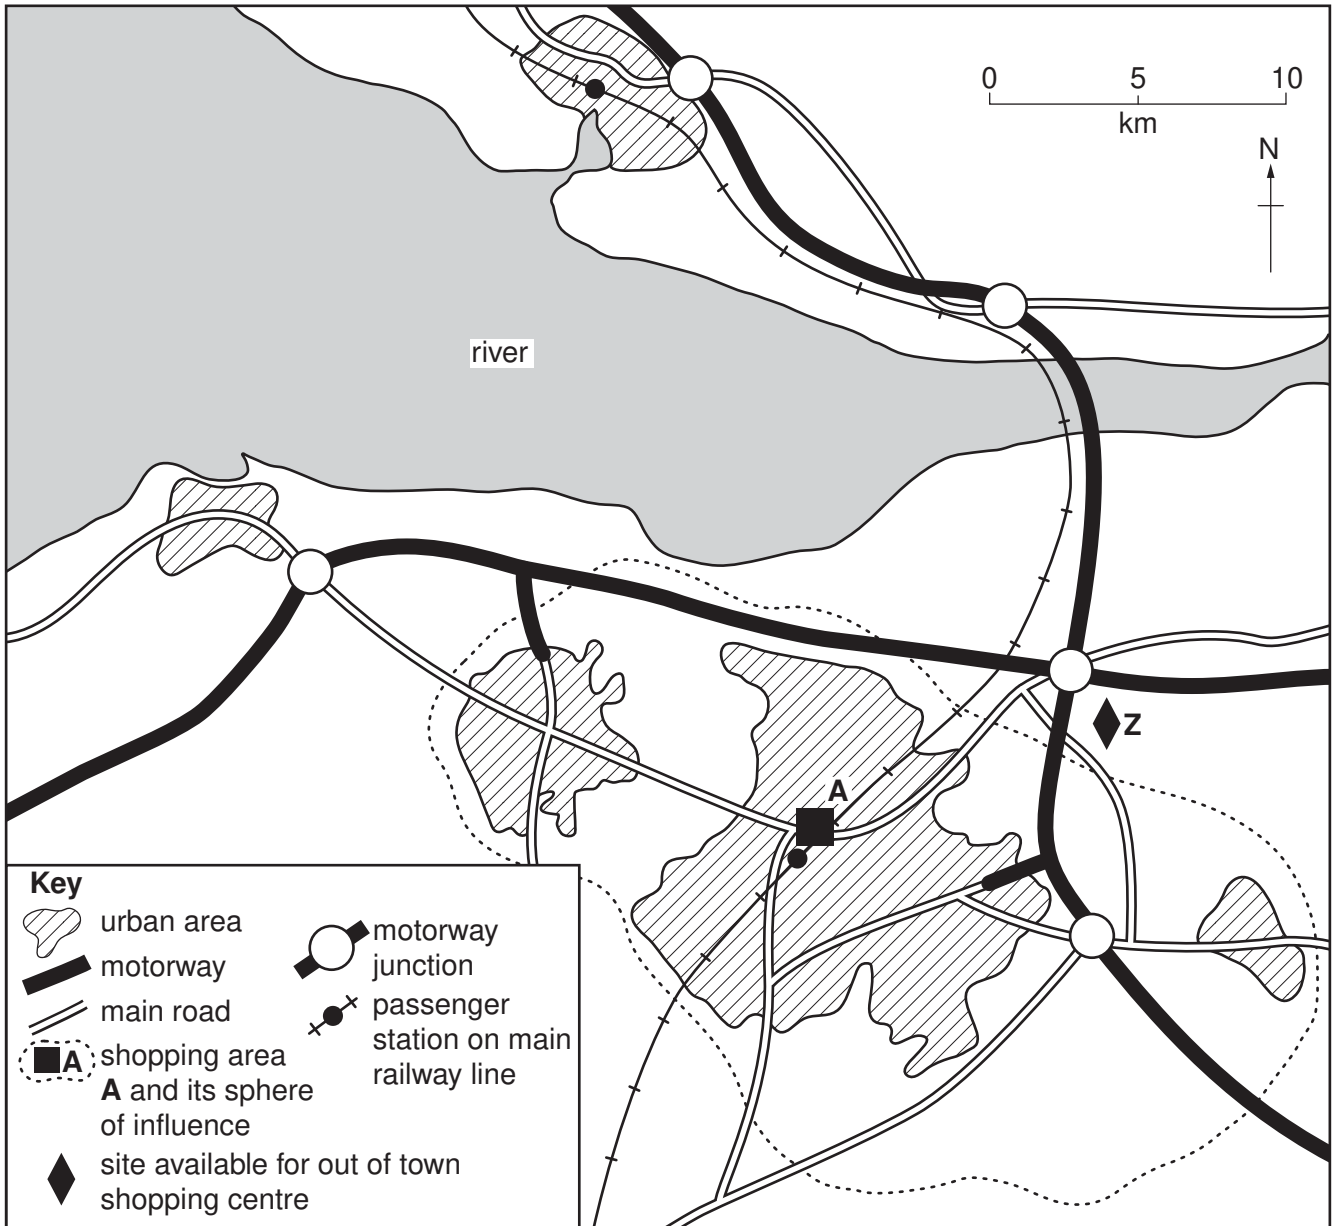 0 5 10
km
N
river
Z
A
Key
urban area
motorway
main road
A shopping area
A and its sphere
of influence
site available for out of town
shopping centre
motorway
junction
passenger
station on main
railway line